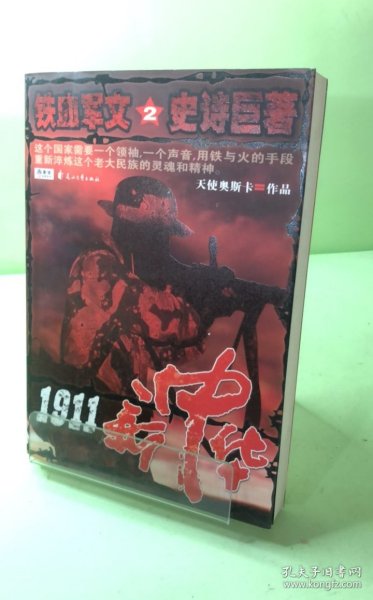 铁血军文 2 史诗巨著
这个国家需要一个领袖,一个声音,用铁与火的手段
重新淬炼这个老大民族的灵魂和精神。
天使奥斯卡 作品
1911
新中华
孔夫子旧书网
www.kongfz.com